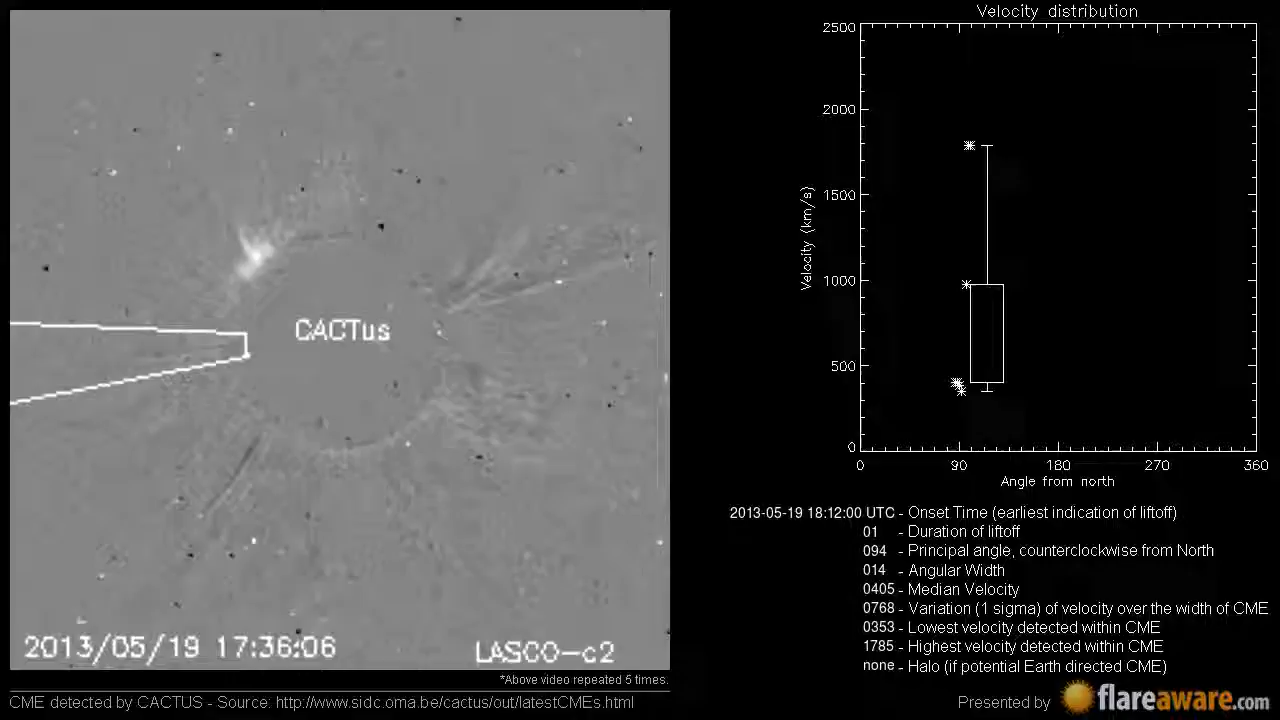 Velocity distribution
2500
2000
1500
1000
500
0
Velocity (km/s)
0 90 180 270 360
Angle from north
CACTus
2013/05/19 17:36:06
LASCO-c2
*Above video repeated 5 times.
CME detected by CACTUS - Source: http://www.sidc.oma.be/cactus/out/latestCMEs.html
2013-05-19 18:12:00 UTC - Onset Time (earliest indication of liftoff)
01 - Duration of liftoff
094 - Principal angle, counterclockwise from North
014 - Angular Width
0405 - Median Velocity
0768 - Variation (1 sigma) of velocity over the width of CME
0353 - Lowest velocity detected within CME
1785 - Highest velocity detected within CME
none - Halo (if potential Earth directed CME)
Presented by flareaware.com